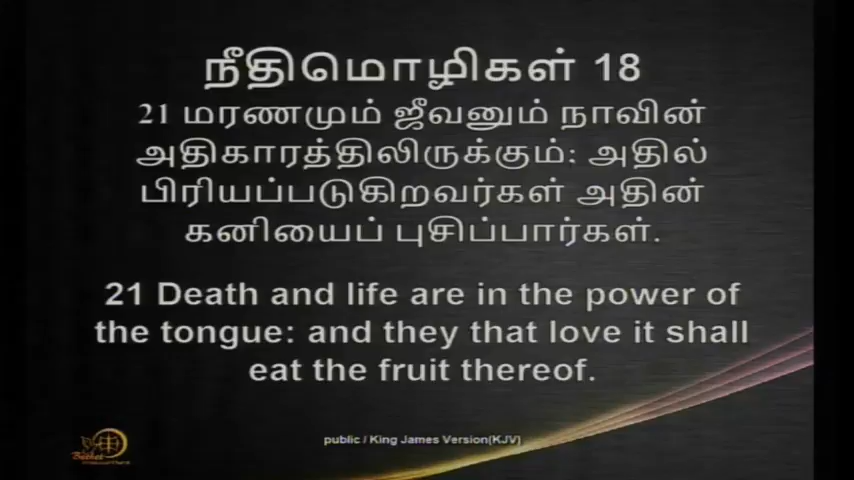 நீதிமொழிகள் 18
21 மரணமும் ஜீவனும் நாவின்
அதிகாரத்திலிருக்கும்: அதில்
பிரியப்படுகிறவர்கள் அதின்
கனியைப் புசிப்பார்கள்.
21 Death and life are in the power of
the tongue: and they that love it shall
eat the fruit thereof.
public / King James Version(KJV)
Bethel